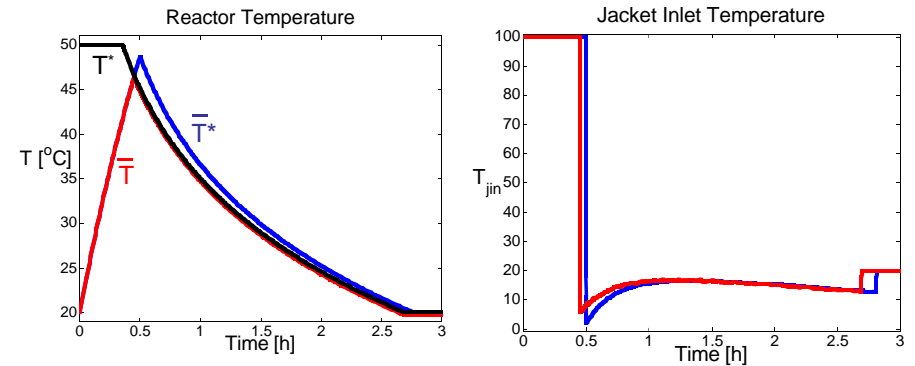 Reactor Temperature
50
T*
45
40
T̅*
T [°C]
T̅
35
30
25
20
0 0.5 1 1.5 2 2.5 3
Time [h]
Jacket Inlet Temperature
100
90
80
70
60
T_jin
50
40
30
20
10
0
0 0.5 1 1.5 2 2.5 3
Time [h]